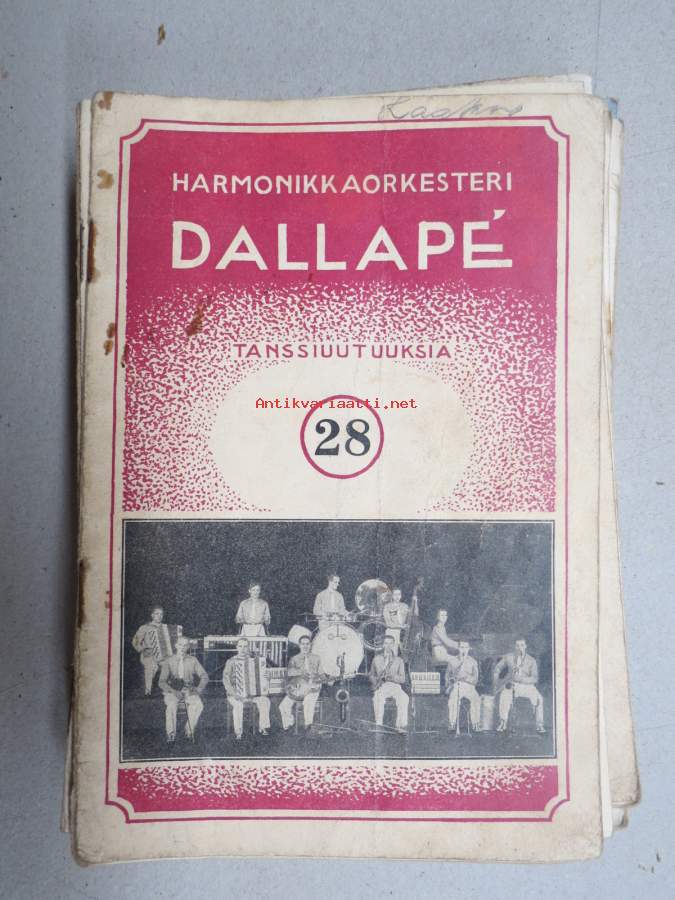 HARMONIKKAORKESTERI
DALLAPÉ
TANSSIUUTUUKSIA
Antikvariaatti.net
28